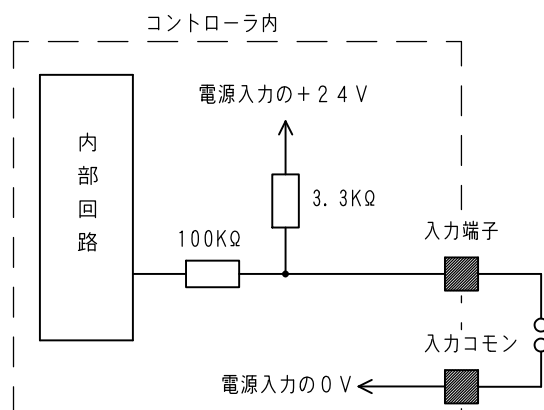 コントローラ内
電源入力の＋２４Ｖ
内部回路
3.3KΩ
100KΩ
入力端子
入力コモン
電源入力の０Ｖ